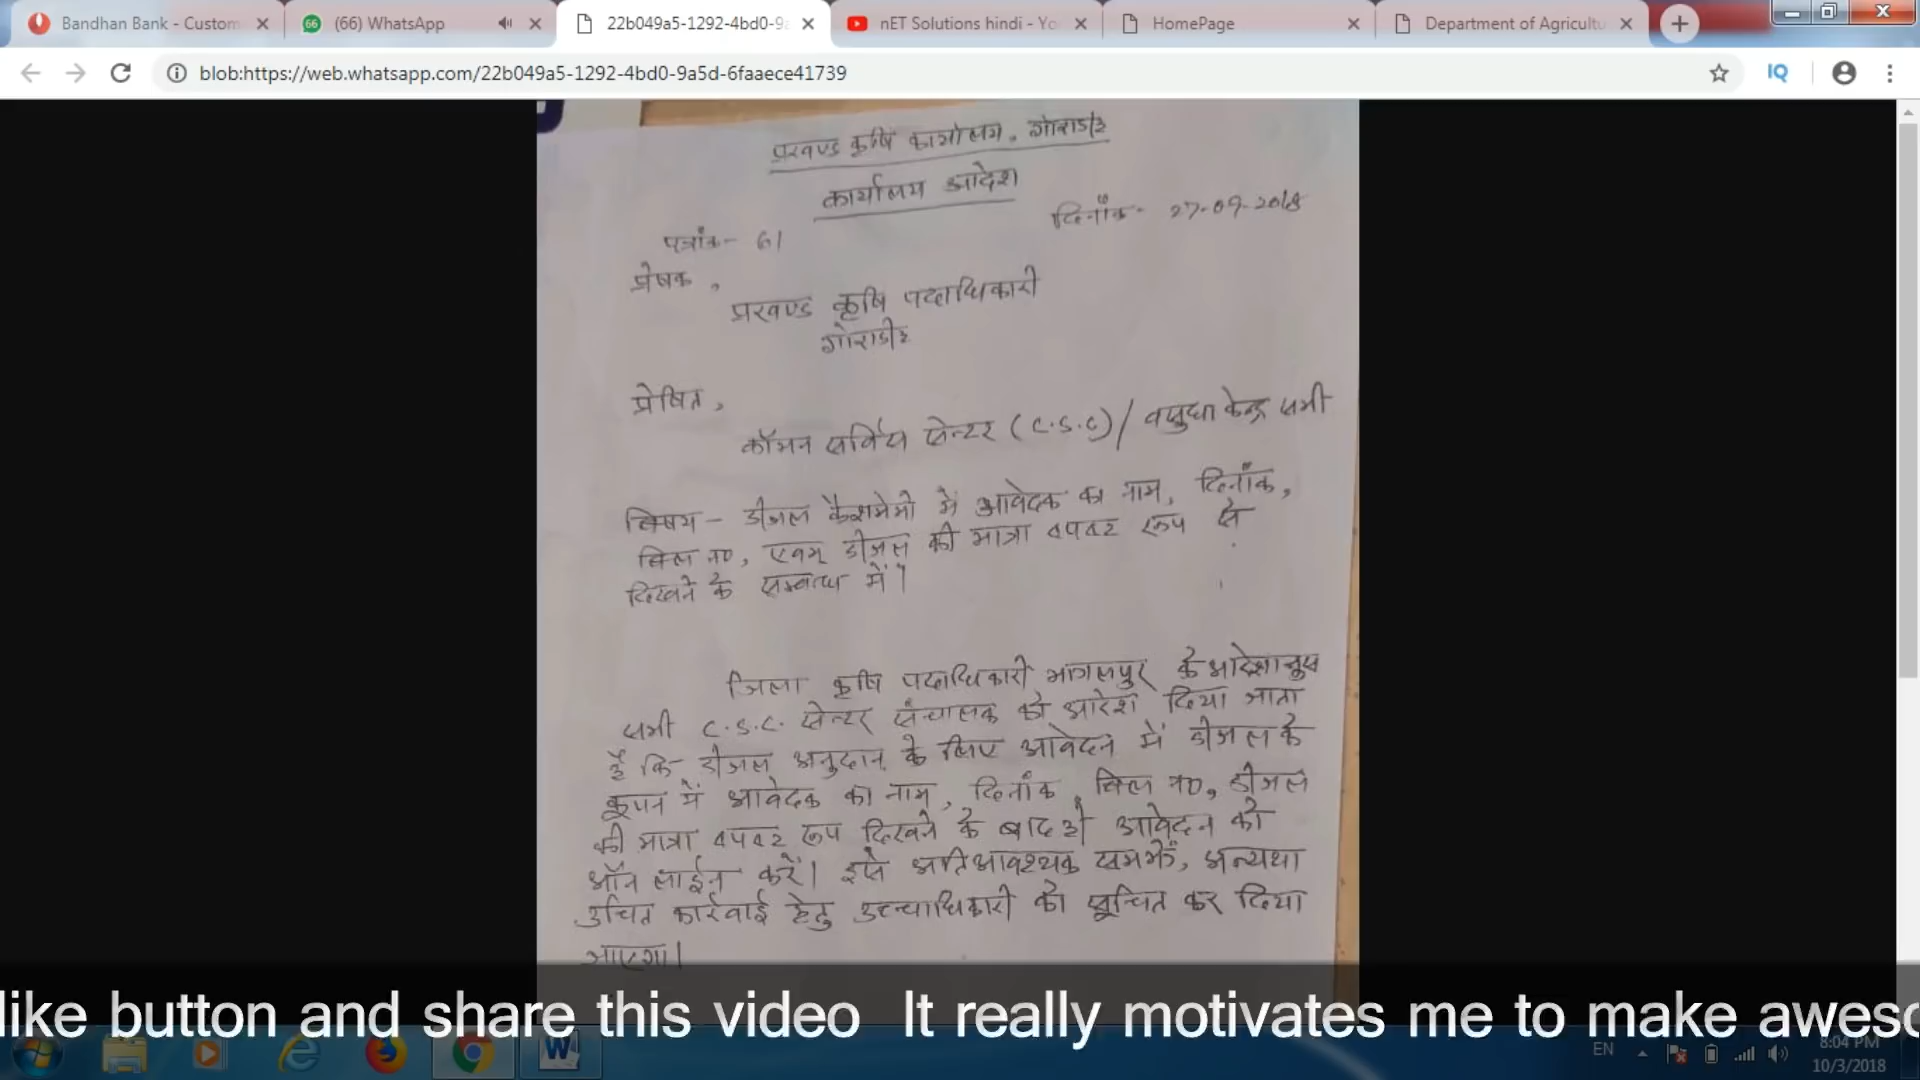 Bandhan Bank - Custom
(66) WhatsApp
22b049a5-1292-4bd0-9a
nET Solutions hindi - Yo
HomePage
Department of Agricultu
blob:https://web.whatsapp.com/22b049a5-1292-4bd0-9a5d-6faaece41739
प्रखण्ड कृषि कार्यालय, गोराडीह
कार्यालय आदेश
दिनाँक- 27-09-2018
पत्रांक- 61
प्रेषक,
प्रखण्ड कृषि पदाधिकारी
गोराडीह
प्रेषित,
कॉमन सर्विस सेन्टर (C.S.C)/ वसुधा केन्द्र सभी
विषय- डीजल कैशमेमो में आवेदक का नाम, दिनाँक,
बिल न0, एवम् डीजल की मात्रा स्पष्ट रूप से
दिखने के सम्बन्ध में।
जिला कृषि पदाधिकारी भागलपुर के आदेशानुसार
सभी C.S.C. सेन्टर संचालक को आदेश दिया जाता
है कि डीजल अनुदान के लिए आवेदन में डीजल के
कूपन में आवेदक का नाम, दिनांक, बिल न0, डीजल
की मात्रा स्पष्ट रूप दिखने के बाद ही आवेदन को
ऑन लाईन करें। इसे अतिआवश्यक समझें, अन्यथा
उचित कार्रवाई हेतु उच्चाधिकारी को सूचित कर दिया
जाएगा।
like button and share this video It really motivates me to make aweso
EN
8:04 PM
10/3/2018